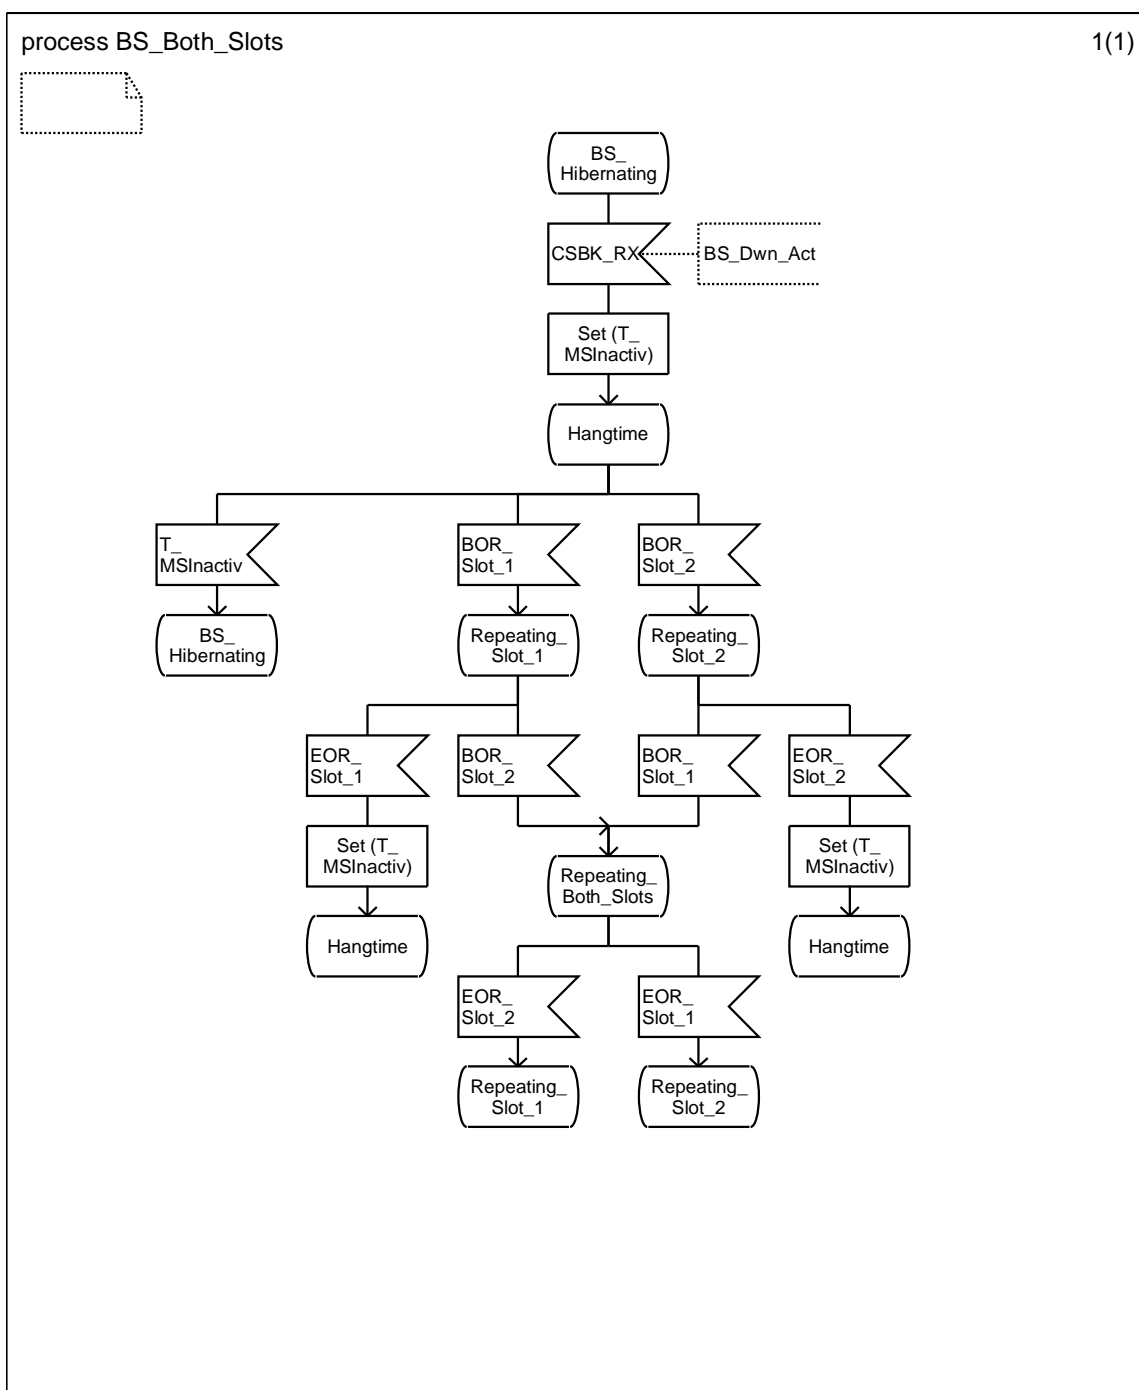 process BS_Both_Slots
1(1)
BS_
Hibernating
CSBK_RX
BS_Dwn_Act
Set (T_
MSInactiv)
Hangtime
T_
MSInactiv
BOR_
Slot_1
BOR_
Slot_2
BS_
Hibernating
Repeating_
Slot_1
Repeating_
Slot_2
EOR_
Slot_1
BOR_
Slot_2
BOR_
Slot_1
EOR_
Slot_2
Set (T_
MSInactiv)
Set (T_
MSInactiv)
Repeating_
Both_Slots
Hangtime
Hangtime
EOR_
Slot_2
EOR_
Slot_1
Repeating_
Slot_1
Repeating_
Slot_2